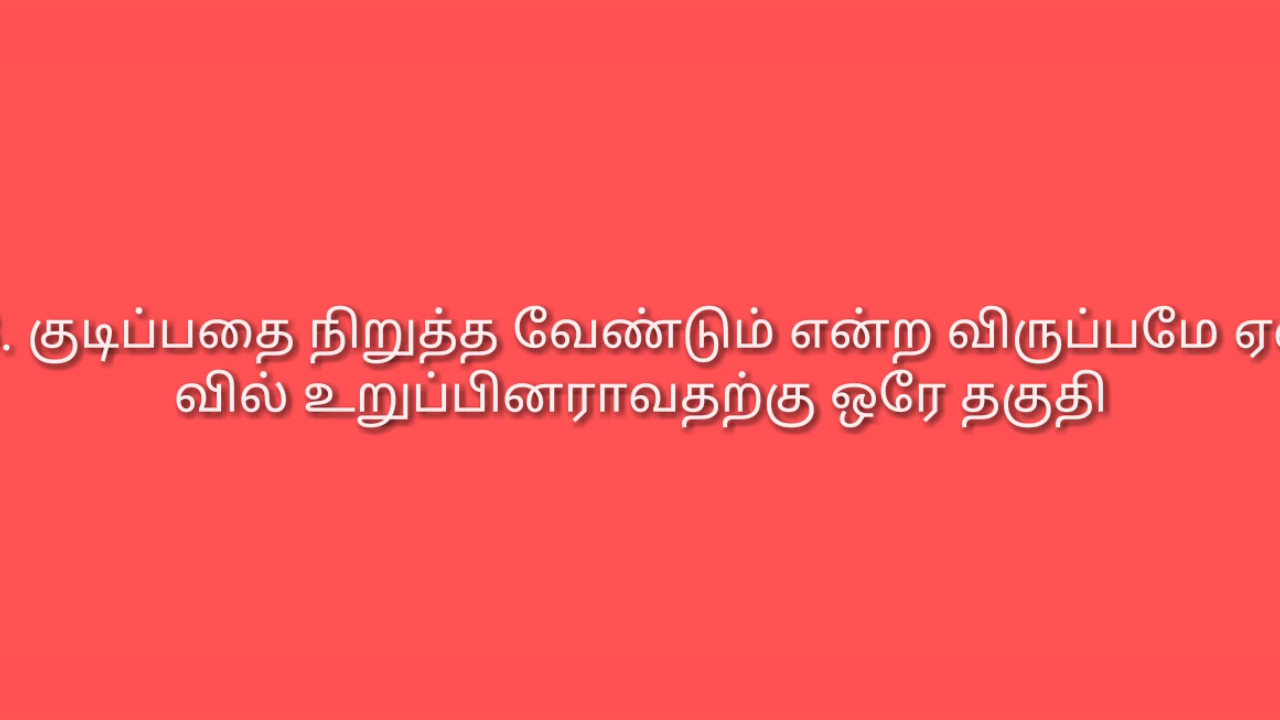 . குடிப்பதை நிறுத்த வேண்டும் என்ற விருப்பமே
வில் உறுப்பினராவதற்கு ஒரே தகுதி